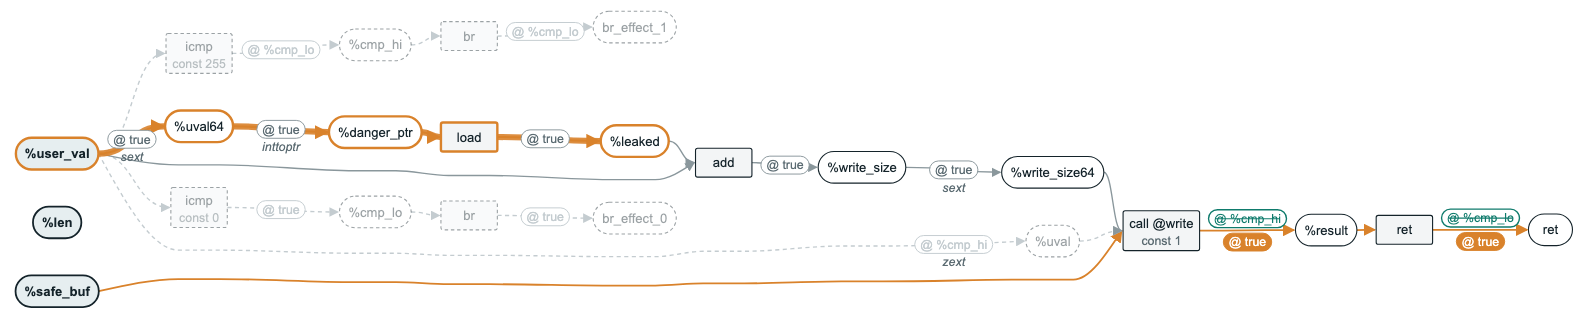 icmp
const 255
@ %cmp_lo
%cmp_hi
br
@ %cmp_lo
br_effect_1
%user_val
@ true
sext
%uval64
@ true
inttoptr
%danger_ptr
load
@ true
%leaked
add
@ true
%write_size
@ true
sext
%write_size64
%len
icmp
const 0
@ true
%cmp_lo
br
@ true
br_effect_0
@ %cmp_hi
zext
%uval
call @write
const 1
@ %cmp_hi
@ true
%result
ret
@ %cmp_lo
@ true
ret
%safe_buf